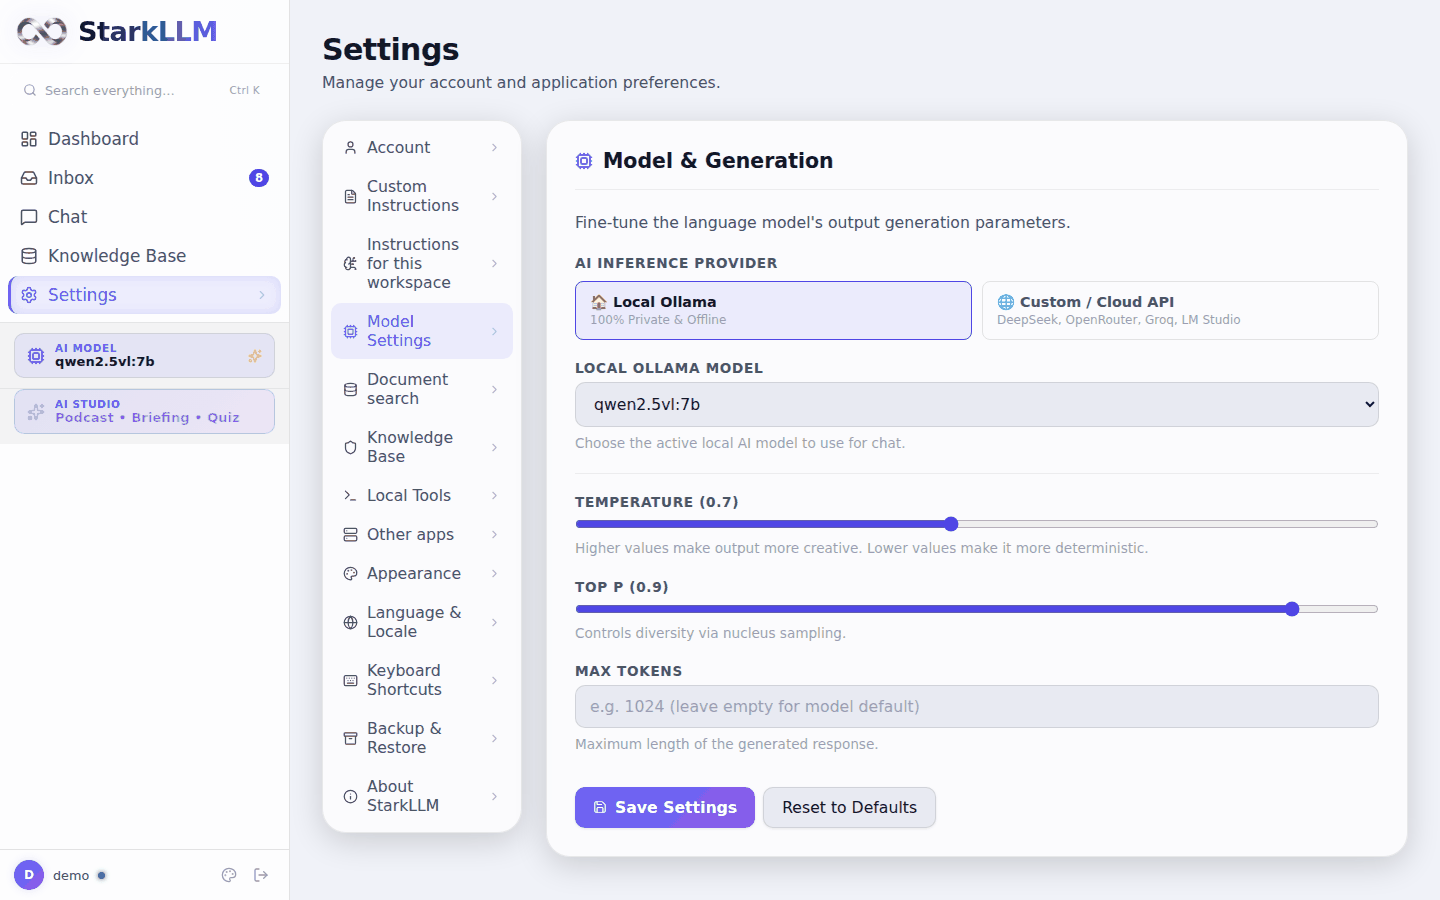 StarkLLM
Search everything...
Ctrl K
Dashboard
Inbox
8
Chat
Knowledge Base
Settings
AI MODEL
qwen2.5vl:7b
AI STUDIO
Podcast • Briefing • Quiz
D
demo
Settings
Manage your account and application preferences.
Account
Custom
Instructions
Instructions
for this
workspace
Model
Settings
Document
search
Knowledge
Base
Local Tools
Other apps
Appearance
Language &
Locale
Keyboard
Shortcuts
Backup &
Restore
About
StarkLLM
Model & Generation
Fine-tune the language model's output generation parameters.
AI INFERENCE PROVIDER
Local Ollama
100% Private & Offline
Custom / Cloud API
DeepSeek, OpenRouter, Groq, LM Studio
LOCAL OLLAMA MODEL
qwen2.5vl:7b
Choose the active local AI model to use for chat.
TEMPERATURE (0.7)
Higher values make output more creative. Lower values make it more deterministic.
TOP P (0.9)
Controls diversity via nucleus sampling.
MAX TOKENS
e.g. 1024 (leave empty for model default)
Maximum length of the generated response.
Save Settings
Reset to Defaults